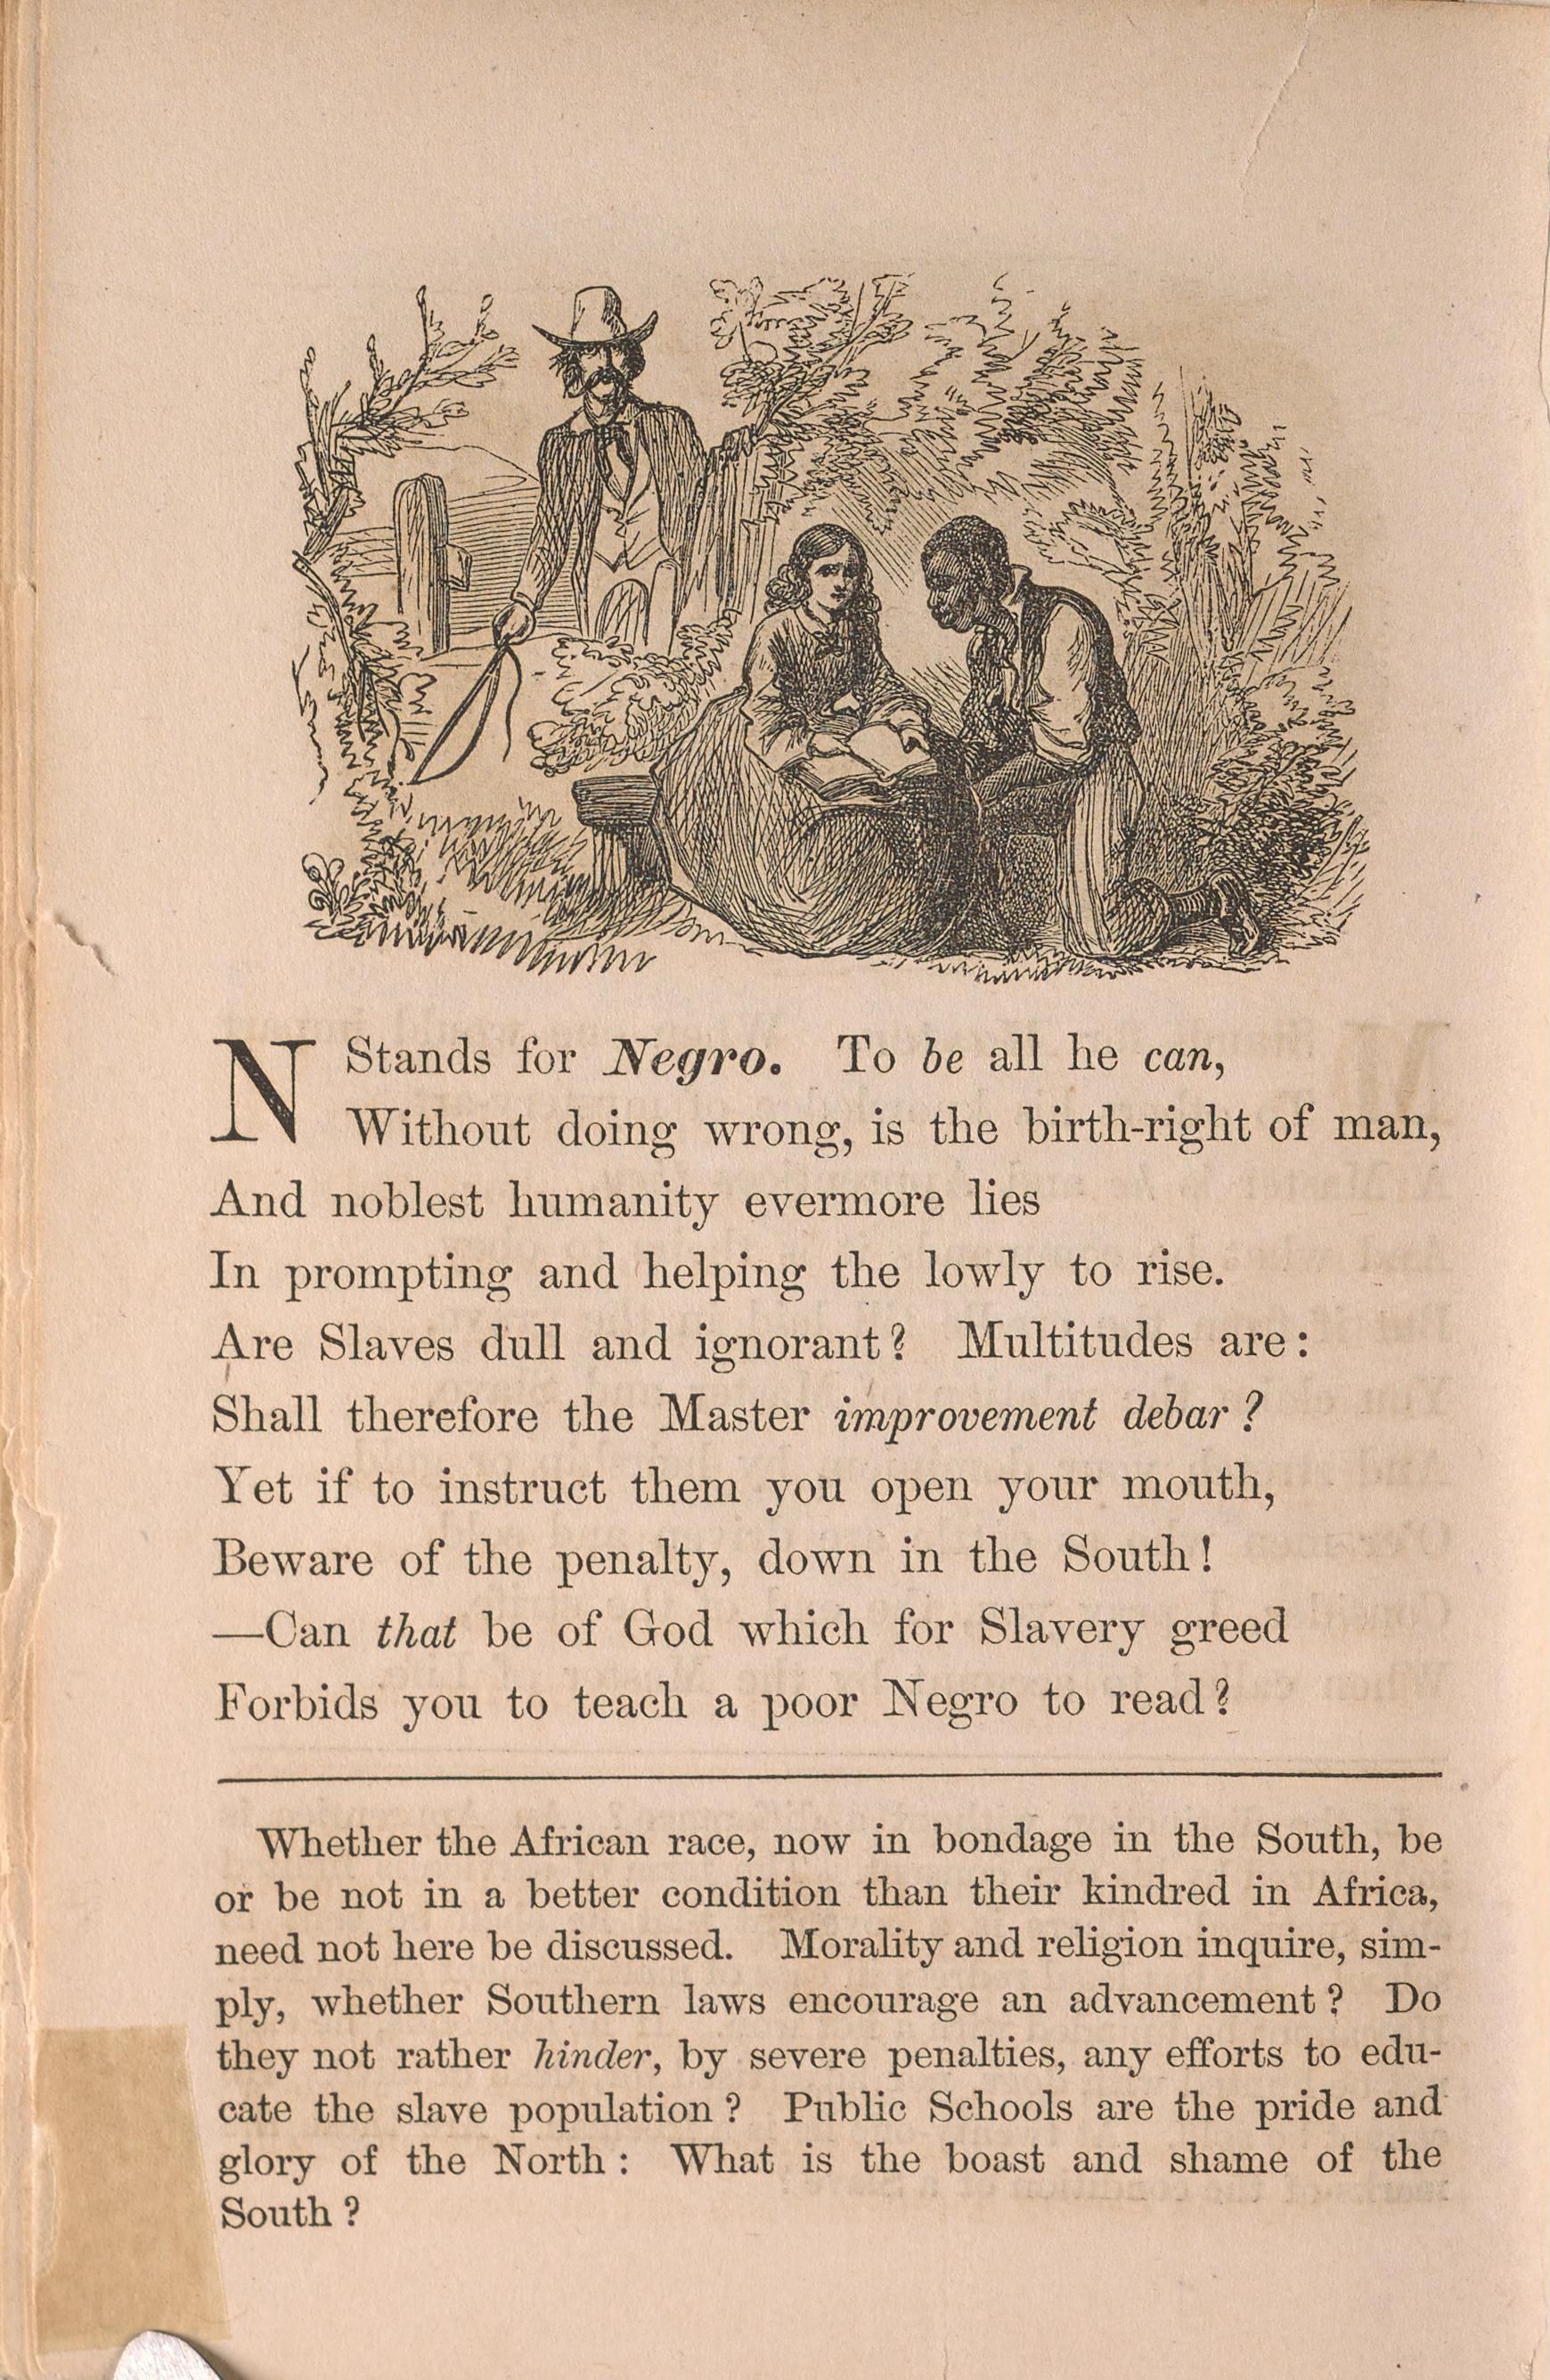 N Stands for Negro. To be all he can,
Without doing wrong, is the birth-right of man,
And noblest humanity evermore lies
In prompting and helping the lowly to rise.
Are Slaves dull and ignorant? Multitudes are:
Shall therefore the Master improvement debar?
Yet if to instruct them you open your mouth,
Beware of the penalty, down in the South!
—Can that be of God which for Slavery greed
Forbids you to teach a poor Negro to read?
Whether the African race, now in bondage in the South, be
or be not in a better condition than their kindred in Africa,
need not here be discussed. Morality and religion inquire, sim-
ply, whether Southern laws encourage an advancement? Do
they not rather hinder, by severe penalties, any efforts to edu-
cate the slave population? Public Schools are the pride and
glory of the North: What is the boast and shame of the
South?